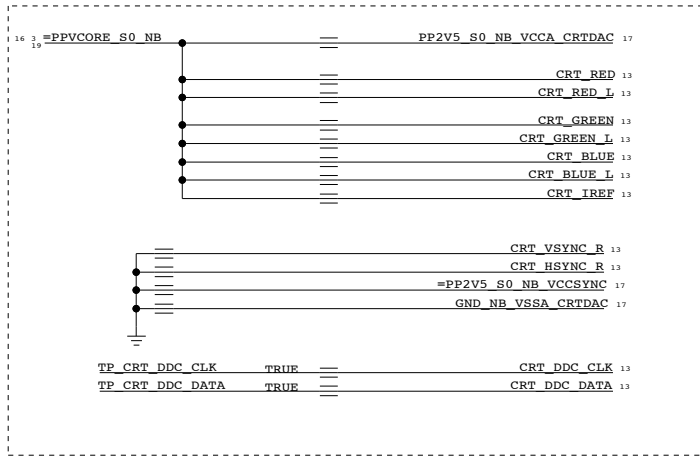 16 3 =PPVCORE_S0_NB PP2V5_S0_NB_VCCA_CRTDAC 17
19
CRT_RED 13
CRT_RED_L 13
CRT_GREEN 13
CRT_GREEN_L 13
CRT_BLUE 13
CRT_BLUE_L 13
CRT_IREF 13
CRT_VSYNC_R 13
CRT_HSYNC_R 13
=PP2V5_S0_NB_VCCSYNC 17
GND_NB_VSSA_CRTDAC 17
TP_CRT_DDC_CLK TRUE CRT_DDC_CLK 13
TP_CRT_DDC_DATA TRUE CRT_DDC_DATA 13